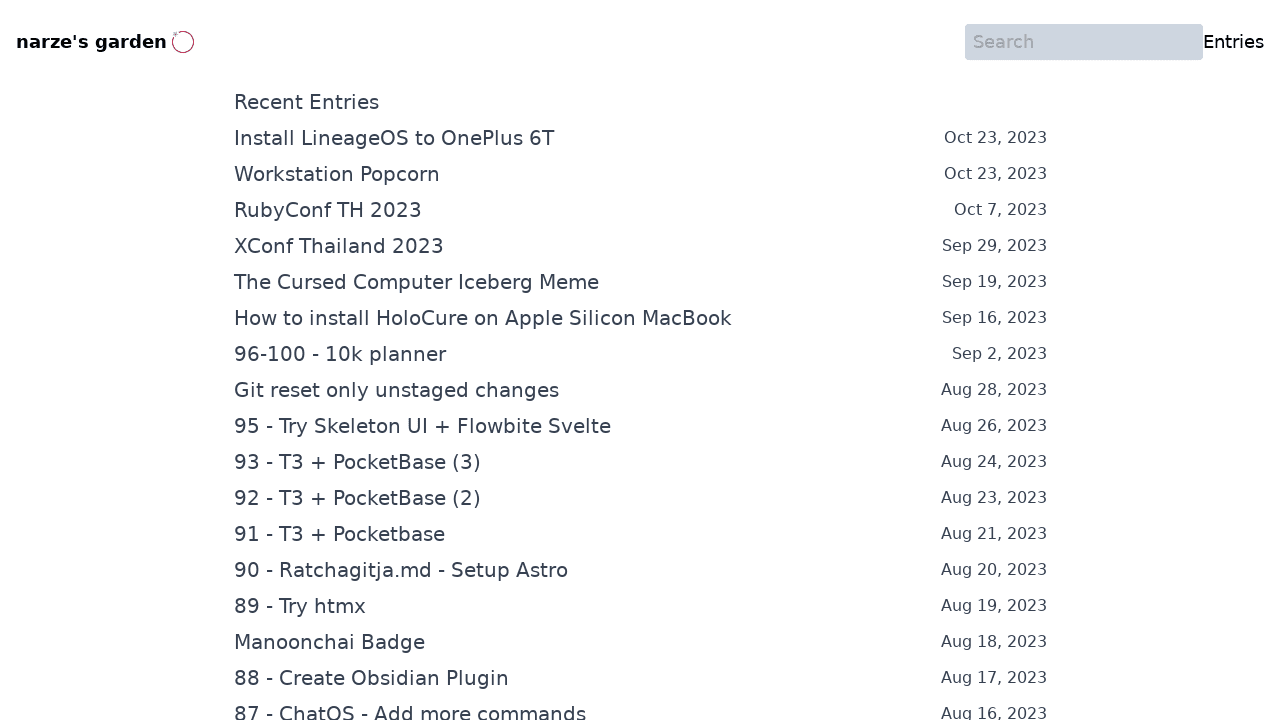 narze's garden
Search Entries
Recent Entries
Install LineageOS to OnePlus 6T Oct 23, 2023
Workstation Popcorn Oct 23, 2023
RubyConf TH 2023 Oct 7, 2023
XConf Thailand 2023 Sep 29, 2023
The Cursed Computer Iceberg Meme Sep 19, 2023
How to install HoloCure on Apple Silicon MacBook Sep 16, 2023
96-100 - 10k planner Sep 2, 2023
Git reset only unstaged changes Aug 28, 2023
95 - Try Skeleton UI + Flowbite Svelte Aug 26, 2023
93 - T3 + PocketBase (3) Aug 24, 2023
92 - T3 + PocketBase (2) Aug 23, 2023
91 - T3 + Pocketbase Aug 21, 2023
90 - Ratchagitja.md - Setup Astro Aug 20, 2023
89 - Try htmx Aug 19, 2023
Manoonchai Badge Aug 18, 2023
88 - Create Obsidian Plugin Aug 17, 2023
87 - ChatOS - Add more commands Aug 16, 2023